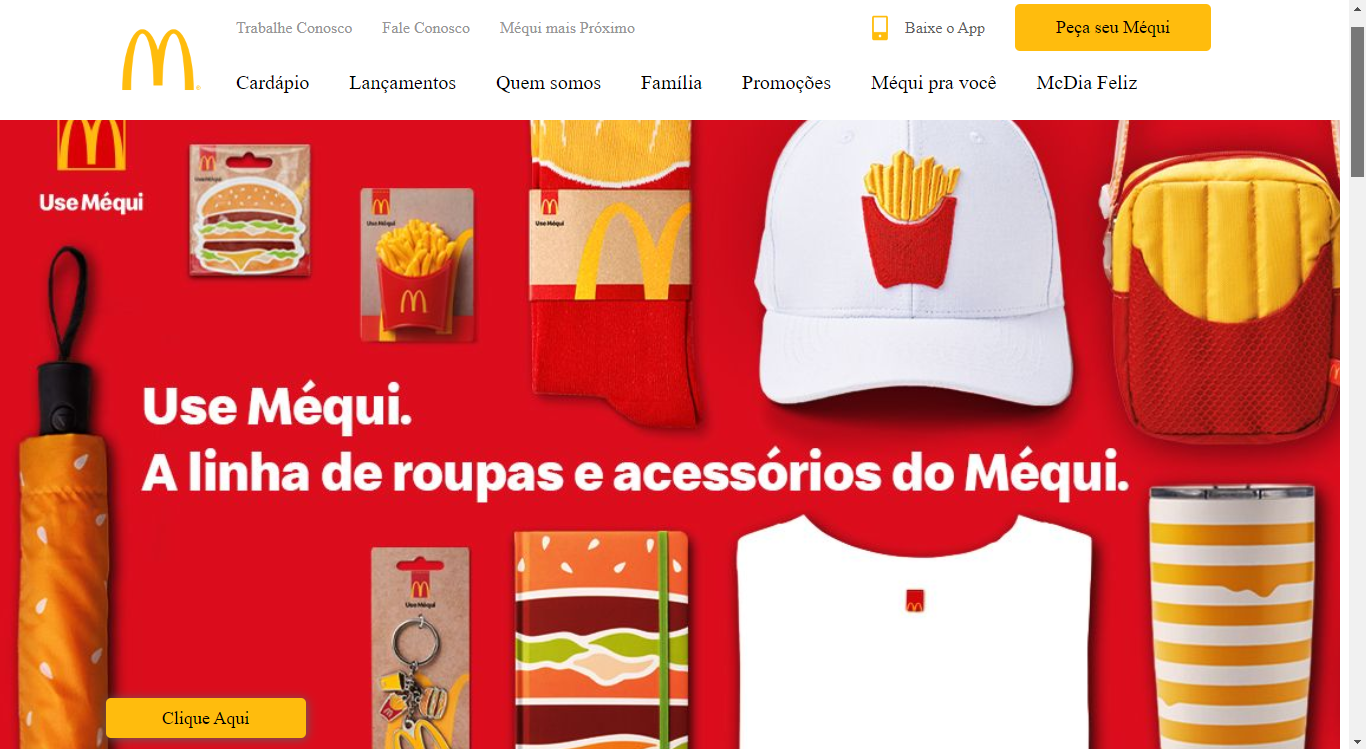 Trabalhe Conosco
Fale Conosco
Méqui mais Próximo
Baixe o App
Peça seu Méqui
Cardápio
Lançamentos
Quem somos
Família
Promoções
Méqui pra você
McDia Feliz
Use Méqui
Use Méqui
Use Méqui
Use Méqui
Use Méqui.
A linha de roupas e acessórios do Méqui.
Use Méqui
Clique Aqui